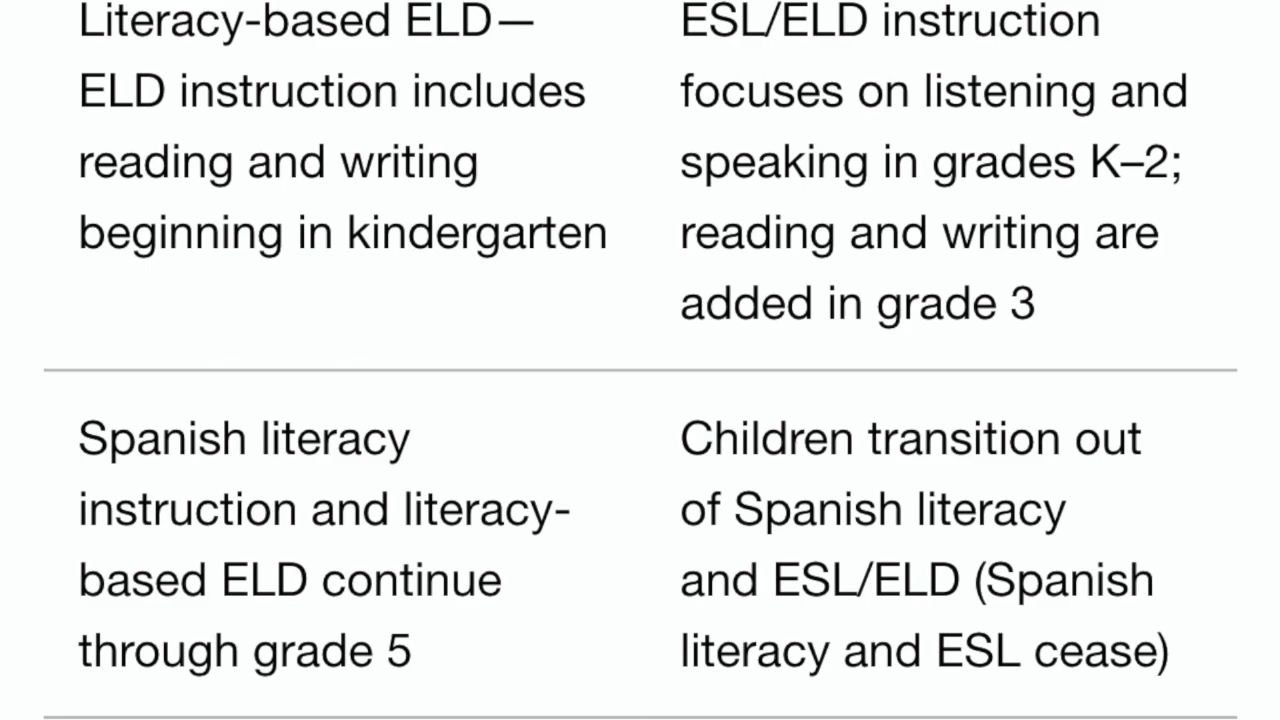 Literacy-based ELD—
ELD instruction includes
reading and writing
beginning in kindergarten
ESL/ELD instruction
focuses on listening and
speaking in grades K–2;
reading and writing are
added in grade 3
Spanish literacy
instruction and literacy-
based ELD continue
through grade 5
Children transition out
of Spanish literacy
and ESL/ELD (Spanish
literacy and ESL cease)